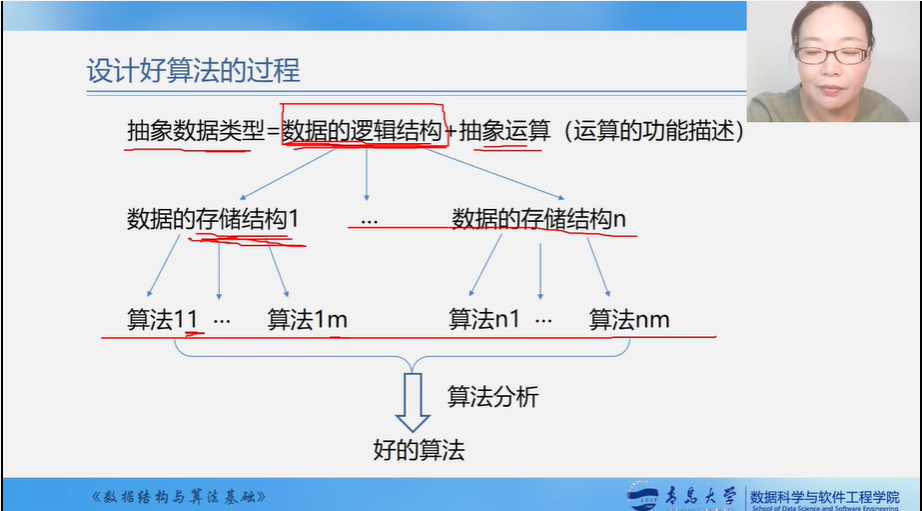 设计好算法的过程
抽象数据类型=数据的逻辑结构+抽象运算（运算的功能描述）
数据的存储结构1 … 数据的存储结构n
算法11 … 算法1m 算法n1 … 算法nm
算法分析
好的算法
《数据结构与算法基础》 青岛大学 数据科学与软件工程学院
School of Data Science and Software Engineering